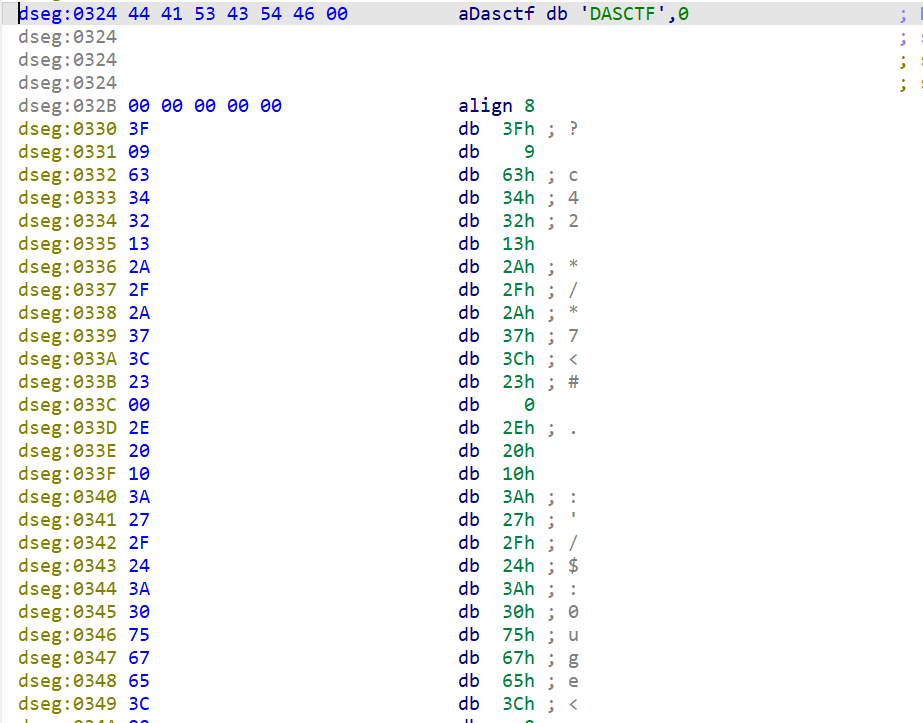 dseg:0324 44 41 53 43 54 46 00 aDasctf db 'DASCTF',0 ;
dseg:0324 ;
dseg:0324 ;
dseg:0324 ;
dseg:032B 00 00 00 00 00 align 8
dseg:0330 3F db 3Fh ; ?
dseg:0331 09 db 9
dseg:0332 63 db 63h ; c
dseg:0333 34 db 34h ; 4
dseg:0334 32 db 32h ; 2
dseg:0335 13 db 13h
dseg:0336 2A db 2Ah ; *
dseg:0337 2F db 2Fh ; /
dseg:0338 2A db 2Ah ; *
dseg:0339 37 db 37h ; 7
dseg:033A 3C db 3Ch ; <
dseg:033B 23 db 23h ; #
dseg:033C 00 db 0
dseg:033D 2E db 2Eh ; .
dseg:033E 20 db 20h
dseg:033F 10 db 10h
dseg:0340 3A db 3Ah ; :
dseg:0341 27 db 27h ; '
dseg:0342 2F db 2Fh ; /
dseg:0343 24 db 24h ; $
dseg:0344 3A db 3Ah ; :
dseg:0345 30 db 30h ; 0
dseg:0346 75 db 75h ; u
dseg:0347 67 db 67h ; g
dseg:0348 65 db 65h ; e
dseg:0349 3C db 3Ch ; <